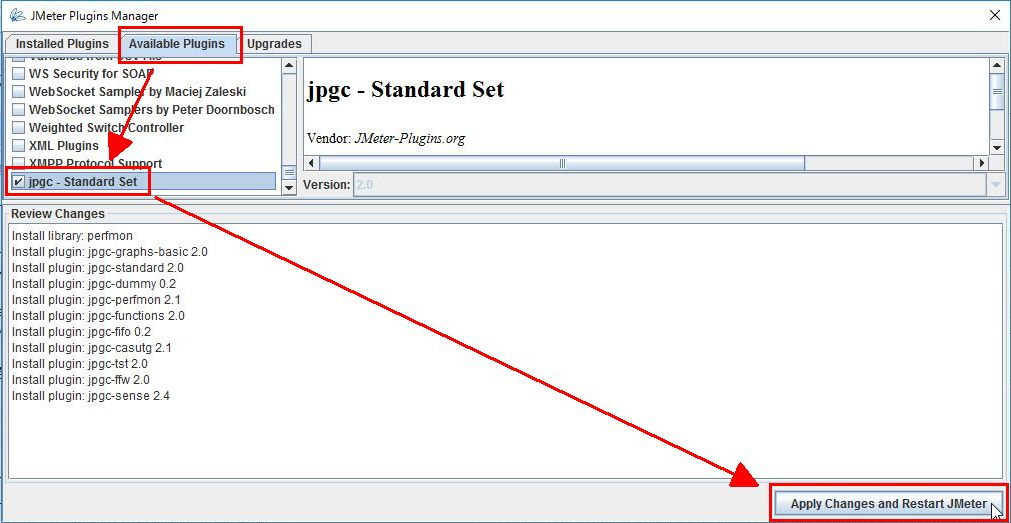 JMeter Plugins Manager
Installed Plugins
Available Plugins
Upgrades
Variables from CSV File
WS Security for SOAP
WebSocket Sampler by Maciej Zaleski
WebSocket Samplers by Peter Doornbosch
Weighted Switch Controller
XML Plugins
XMPP Protocol Support
jpgc - Standard Set
jpgc - Standard Set
Vendor: JMeter-Plugins.org
Version: 2.0
Review Changes
Install library: perfmon
Install plugin: jpgc-graphs-basic 2.0
Install plugin: jpgc-standard 2.0
Install plugin: jpgc-dummy 0.2
Install plugin: jpgc-perfmon 2.1
Install plugin: jpgc-functions 2.0
Install plugin: jpgc-fifo 0.2
Install plugin: jpgc-casutg 2.1
Install plugin: jpgc-tst 2.0
Install plugin: jpgc-ffw 2.0
Install plugin: jpgc-sense 2.4
Apply Changes and Restart JMeter